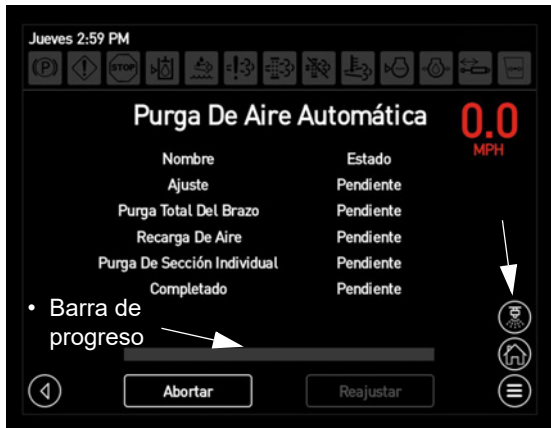 Jueves 2:59 PM
(P)
STOP
Purga De Aire Automática
0.0
MPH
Nombre Estado
Ajuste Pendiente
Purga Total Del Brazo Pendiente
Recarga De Aire Pendiente
Purga De Sección Individual Pendiente
Completado Pendiente
• Barra de
progreso
Abortar Reajustar